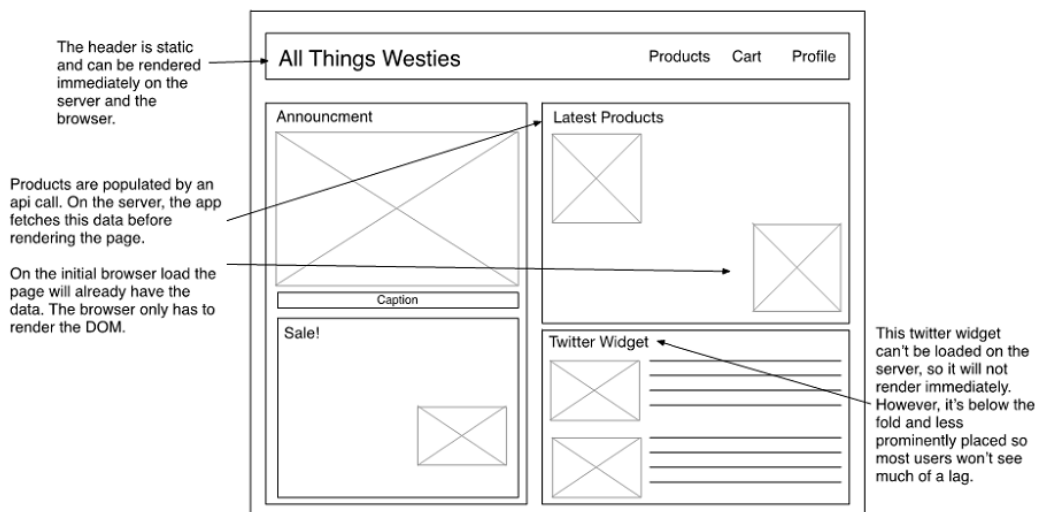 The header is static
and can be rendered
immediately on the
server and the
browser.
All Things Westies
Products
Cart
Profile
Announcment
Latest Products
Products are populated by an
api call. On the server, the app
fetches this data before
rendering the page.
On the initial browser load the
page will already have the
data. The browser only has to
render the DOM.
Caption
Sale!
Twitter Widget
This twitter widget
can't be loaded on the
server, so it will not
render immediately.
However, it's below the
fold and less
prominently placed so
most users won't see
much of a lag.